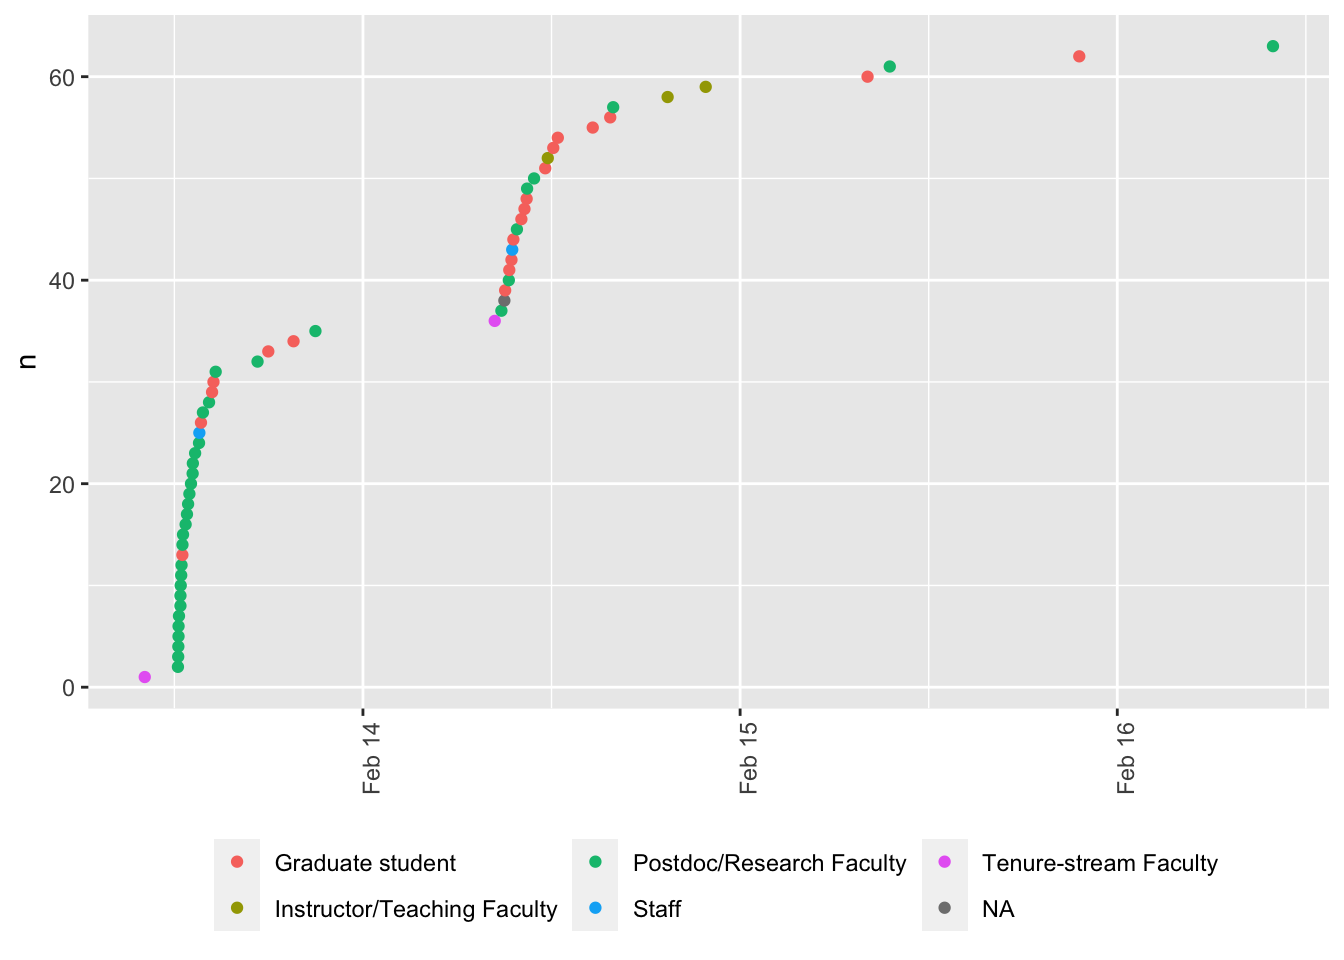 60
40
20
0
n
Feb 14
Feb 15
Feb 16
Graduate student
Postdoc/Research Faculty
Tenure-stream Faculty
Instructor/Teaching Faculty
Staff
NA